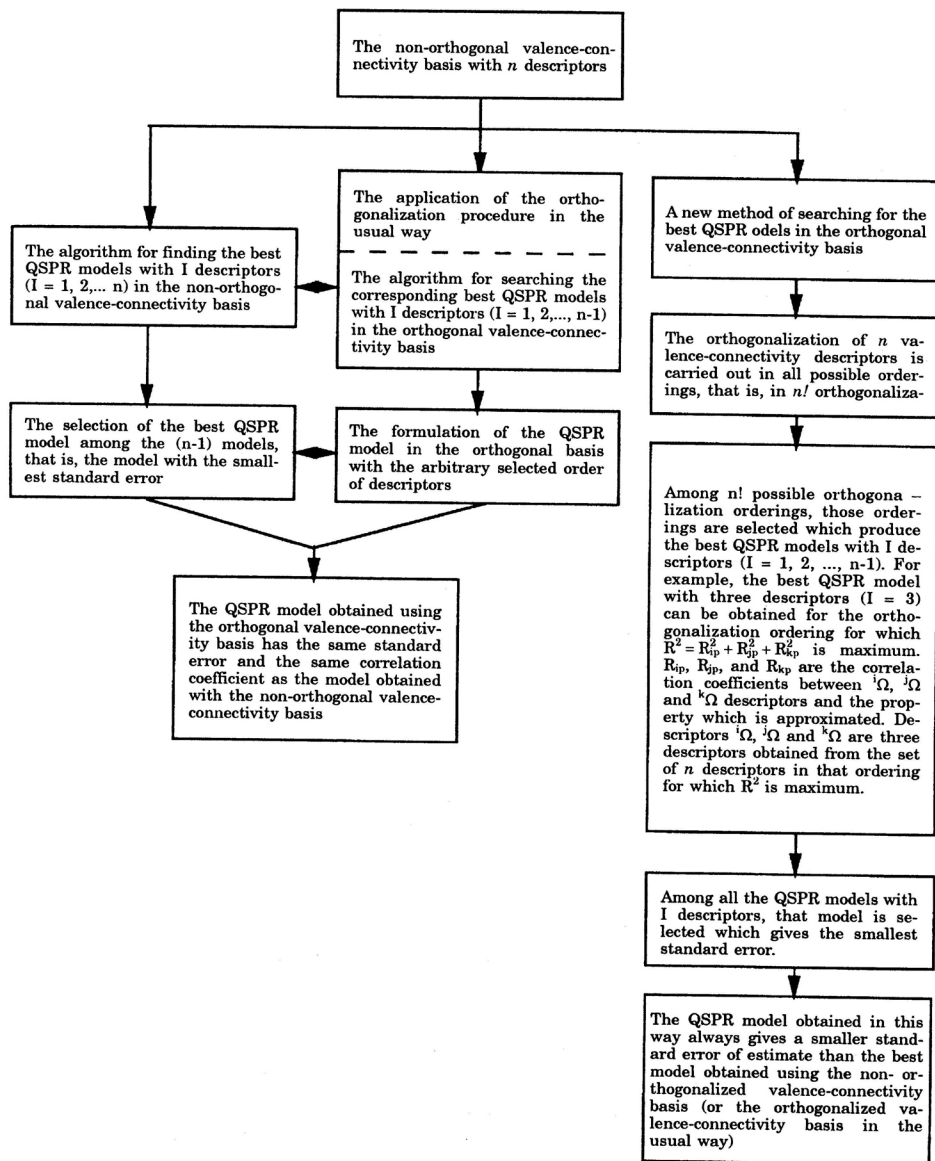 The non-orthogonal valence-con-
nectivity basis with n descriptors
The algorithm for finding the best
QSPR models with I descriptors
(I = 1, 2,... n) in the non-orthogo-
nal valence-connectivity basis
The application of the ortho-
gonalization procedure in the
usual way
The algorithm for searching the
corresponding best QSPR models
with I descriptors (I = 1, 2,..., n-1)
in the orthogonal valence-connec-
tivity basis
A new method of searching for the
best QSPR odels in the orthogonal
valence-connectivity basis
The selection of the best QSPR
model among the (n-1) models,
that is, the model with the small-
est standard error
The formulation of the QSPR
model in the orthogonal basis
with the arbitrary selected order
of descriptors
The orthogonalization of n va-
lence-connectivity descriptors is
carried out in all possible order-
ings, that is, in n! orthogonaliza-
The QSPR model obtained using
the orthogonal valence-connectiv-
ity basis has the same standard
error and the same correlation
coefficient as the model obtained
with the non-orthogonal valence-
connectivity basis
Among n! possible orthogona –
lization orderings, those order-
ings are selected which produce
the best QSPR models with I de-
scriptors (I = 1, 2, ..., n-1). For
example, the best QSPR model
with three descriptors (I = 3)
can be obtained for the ortho-
gonalization ordering for which
R² = R²ip + R²jp + R²kp is maximum.
Rip, Rjp, and Rkp are the correla-
tion coefficients between ⁱΩ, ʲΩ
and ᵏΩ descriptors and the pro-
perty which is approximated. De-
scriptors ⁱΩ, ʲΩ and ᵏΩ are three
descriptors obtained from the set
of n descriptors in that ordering
for which R² is maximum.
Among all the QSPR models with
I descriptors, that model is se-
lected which gives the smallest
standard error.
The QSPR model obtained in this
way always gives a smaller stand-
ard error of estimate than the best
model obtained using the non- or-
thogonalized valence-connectivity
basis (or the orthogonalized va-
lence-connectivity basis in the
usual way)